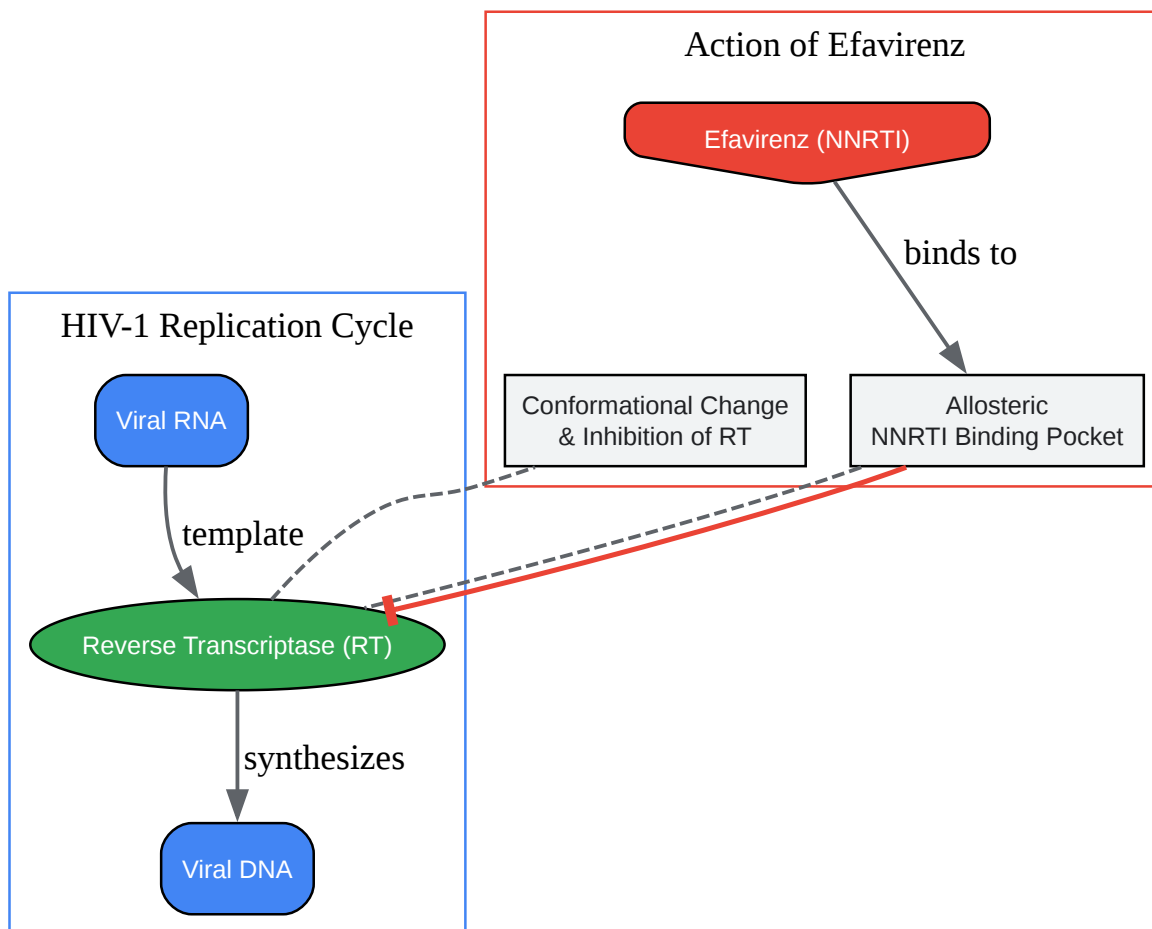 Action of Efavirenz
Efavirenz (NNRTI)
binds to
HIV-1 Replication Cycle
Viral RNA
Conformational Change
& Inhibition of RT
Allosteric
NNRTI Binding Pocket
template
Reverse Transcriptase (RT)
synthesizes
Viral DNA